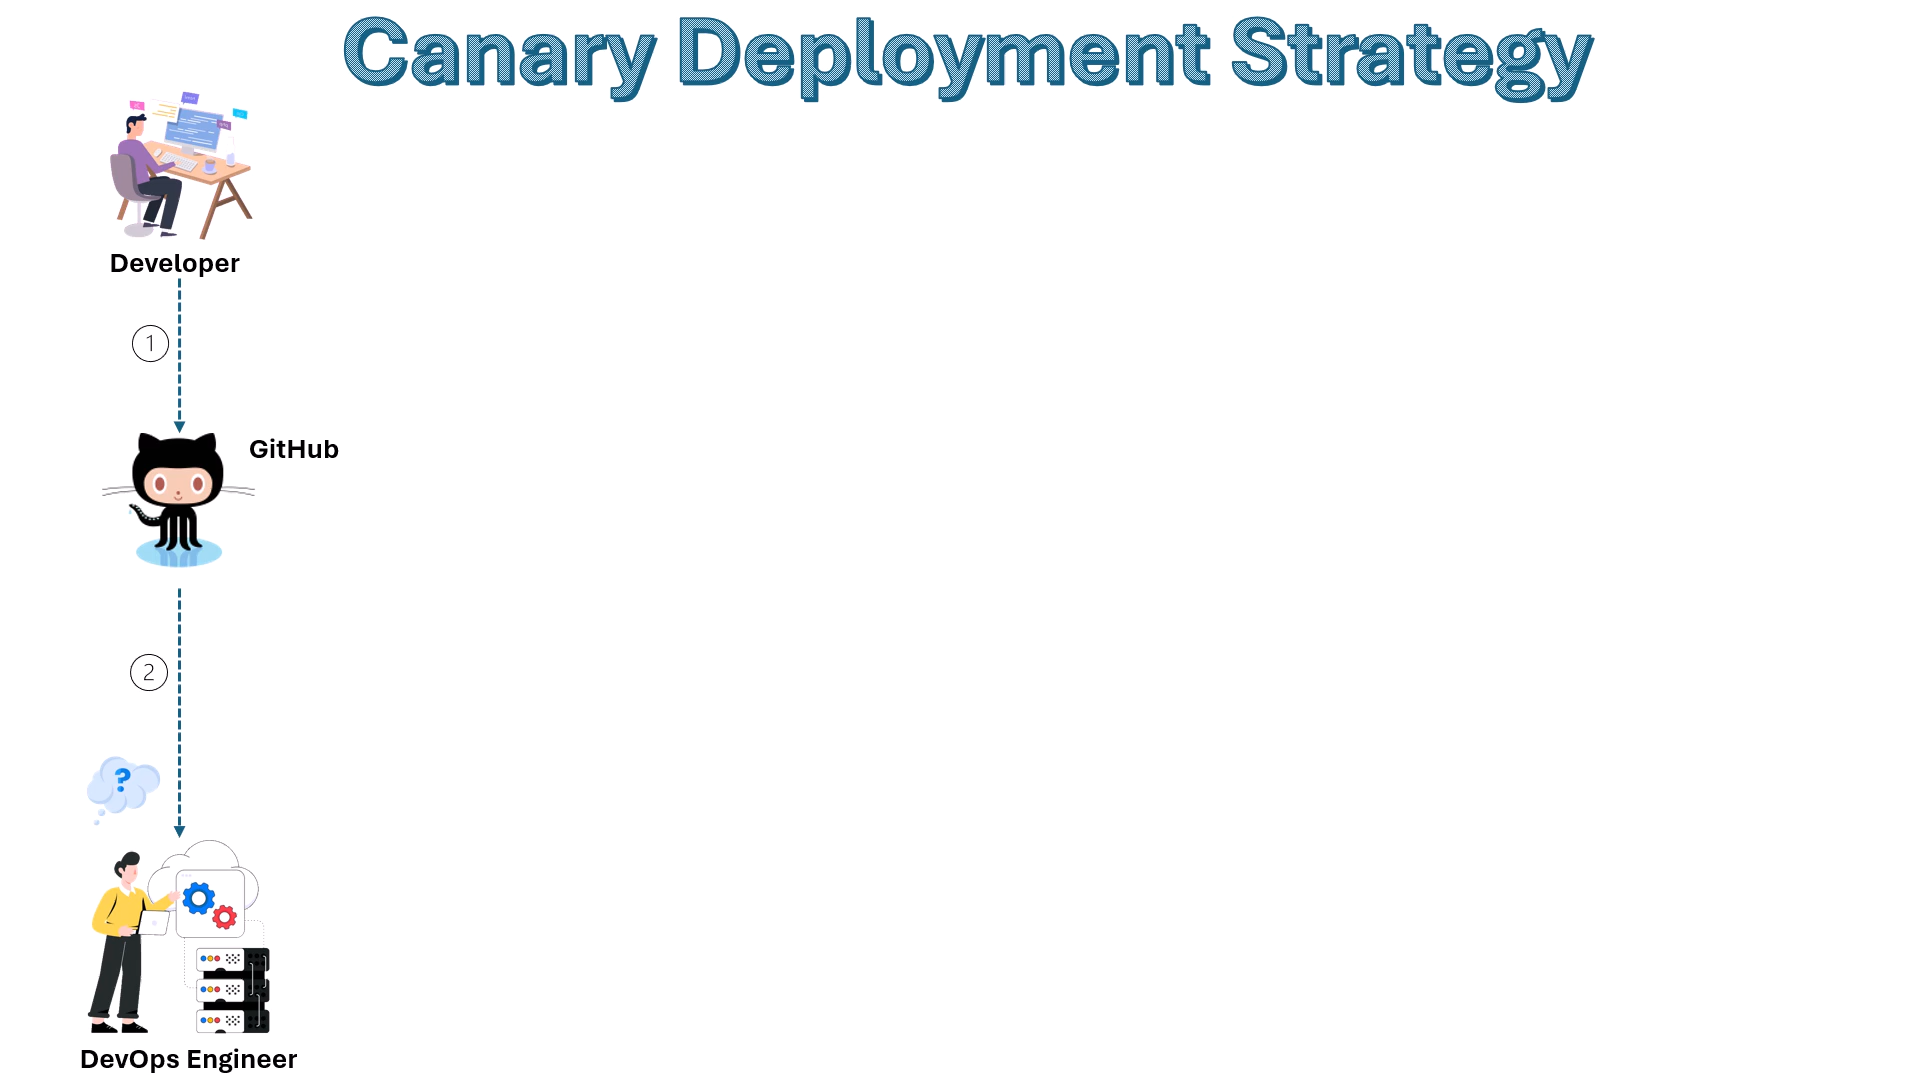 Canary Deployment Strategy
Developer
1
GitHub
2
?
DevOps Engineer